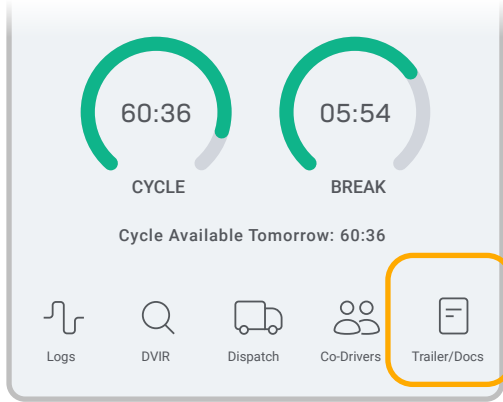 60:36
05:54
CYCLE
BREAK
Cycle Available Tomorrow: 60:36
Logs
DVIR
Dispatch
Co-Drivers
Trailer/Docs